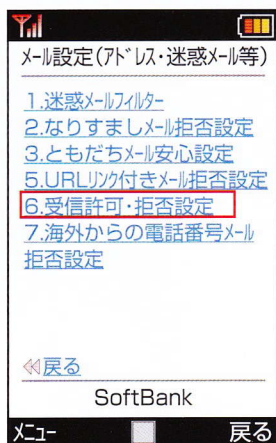 メール設定(アドレス・迷惑メール等)
1.迷惑メールフィルター
2.なりすましメール拒否設定
3.ともだちメール安心設定
5.URLリンク付きメール拒否設定
6.受信許可・拒否設定
7.海外からの電話番号メール
拒否設定
≪戻る
SoftBank
メニュー 戻る